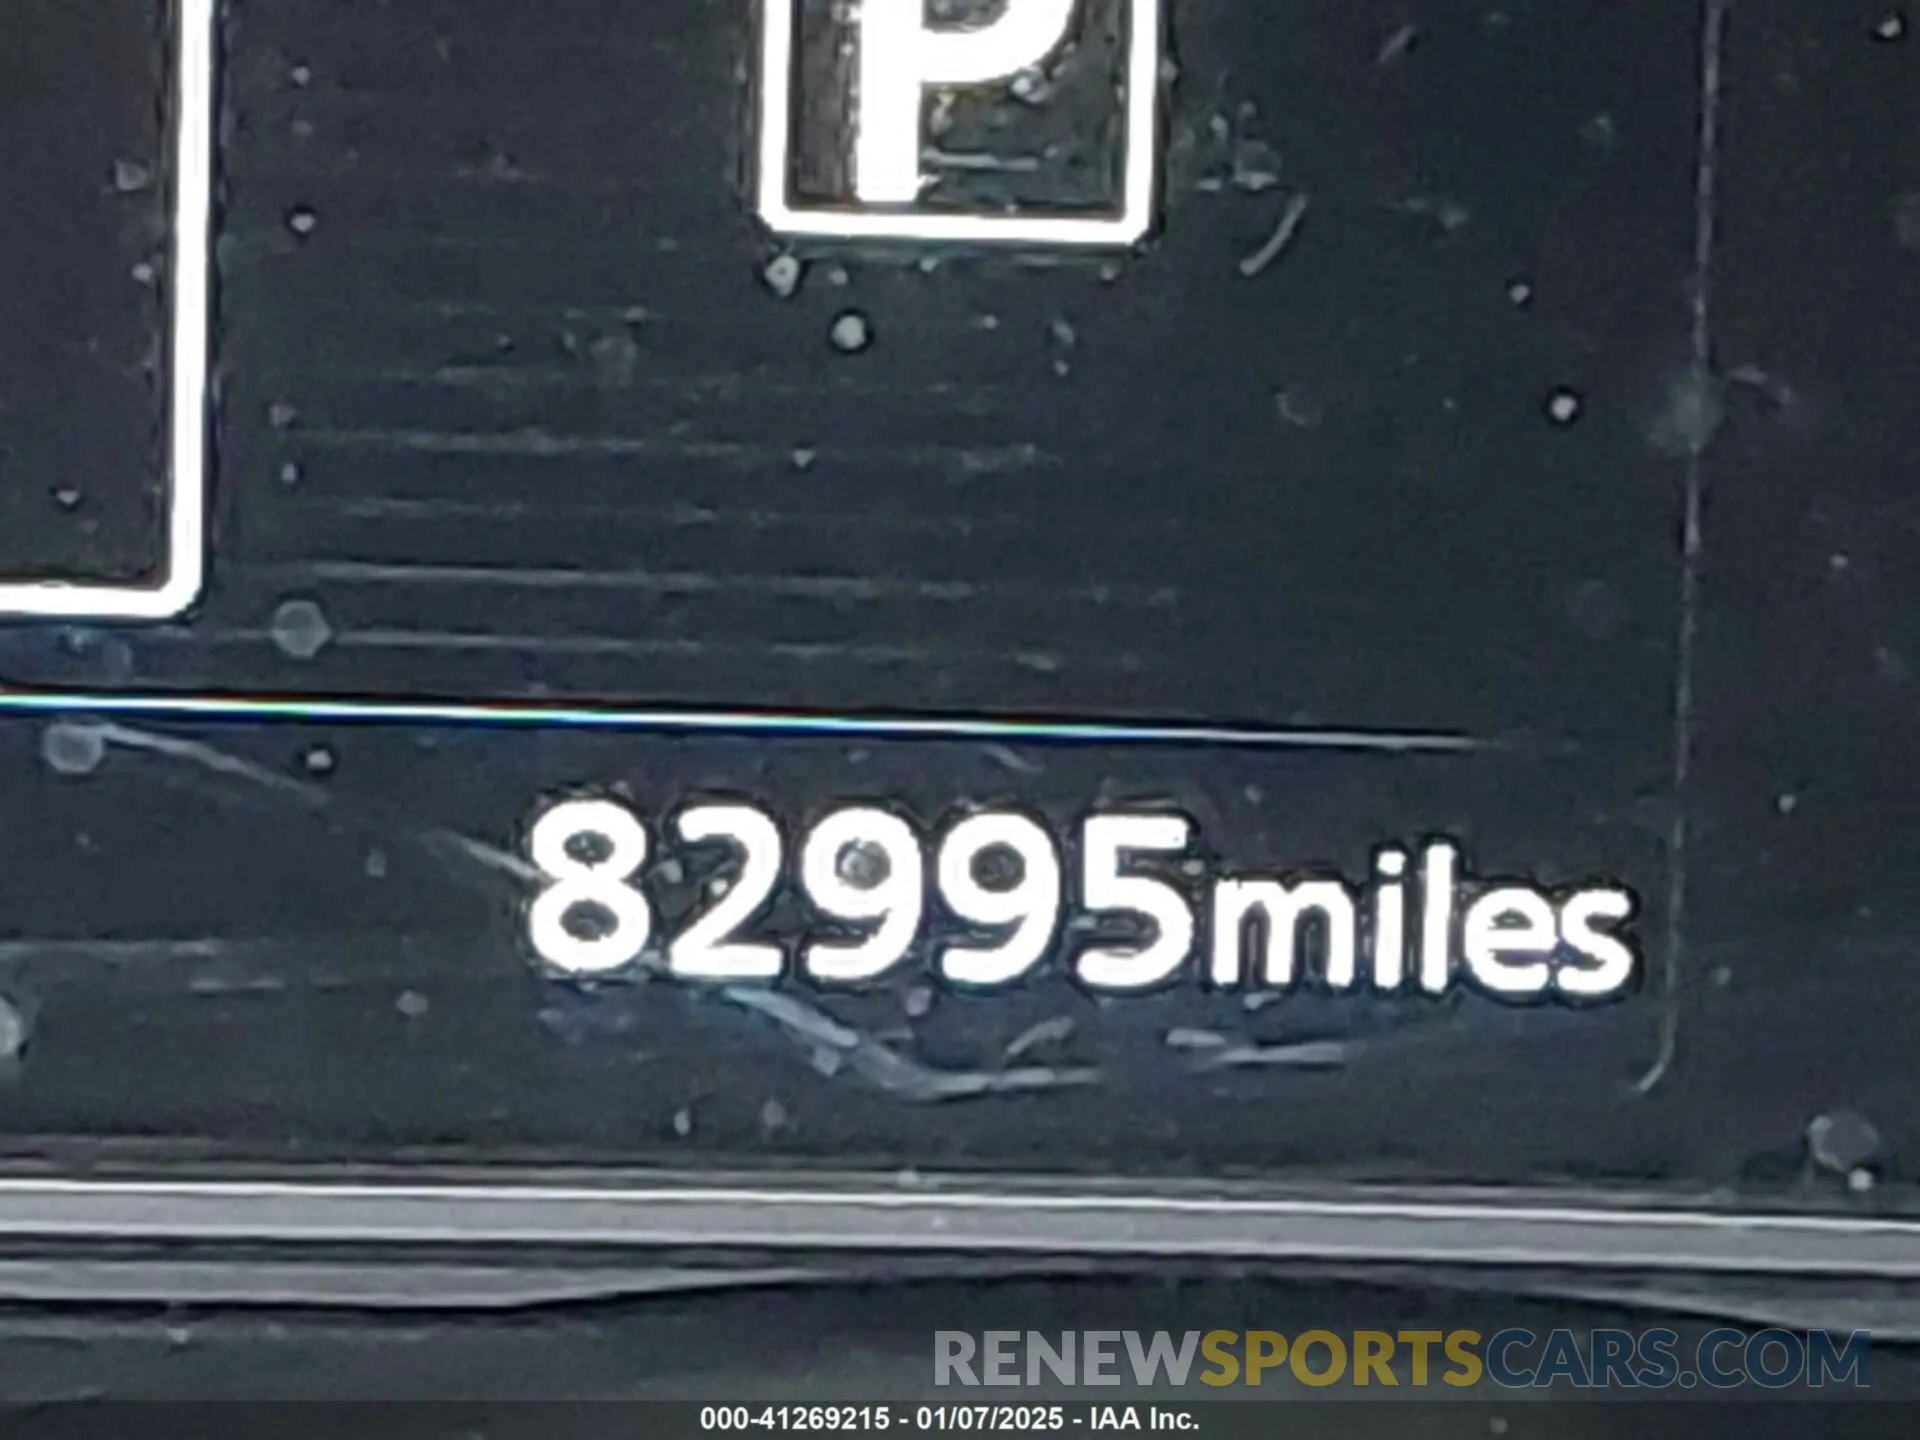 P
82995miles
RENEWSPORTSCARS.COM
000-41269215 - 01/07/2025 - IAA Inc.